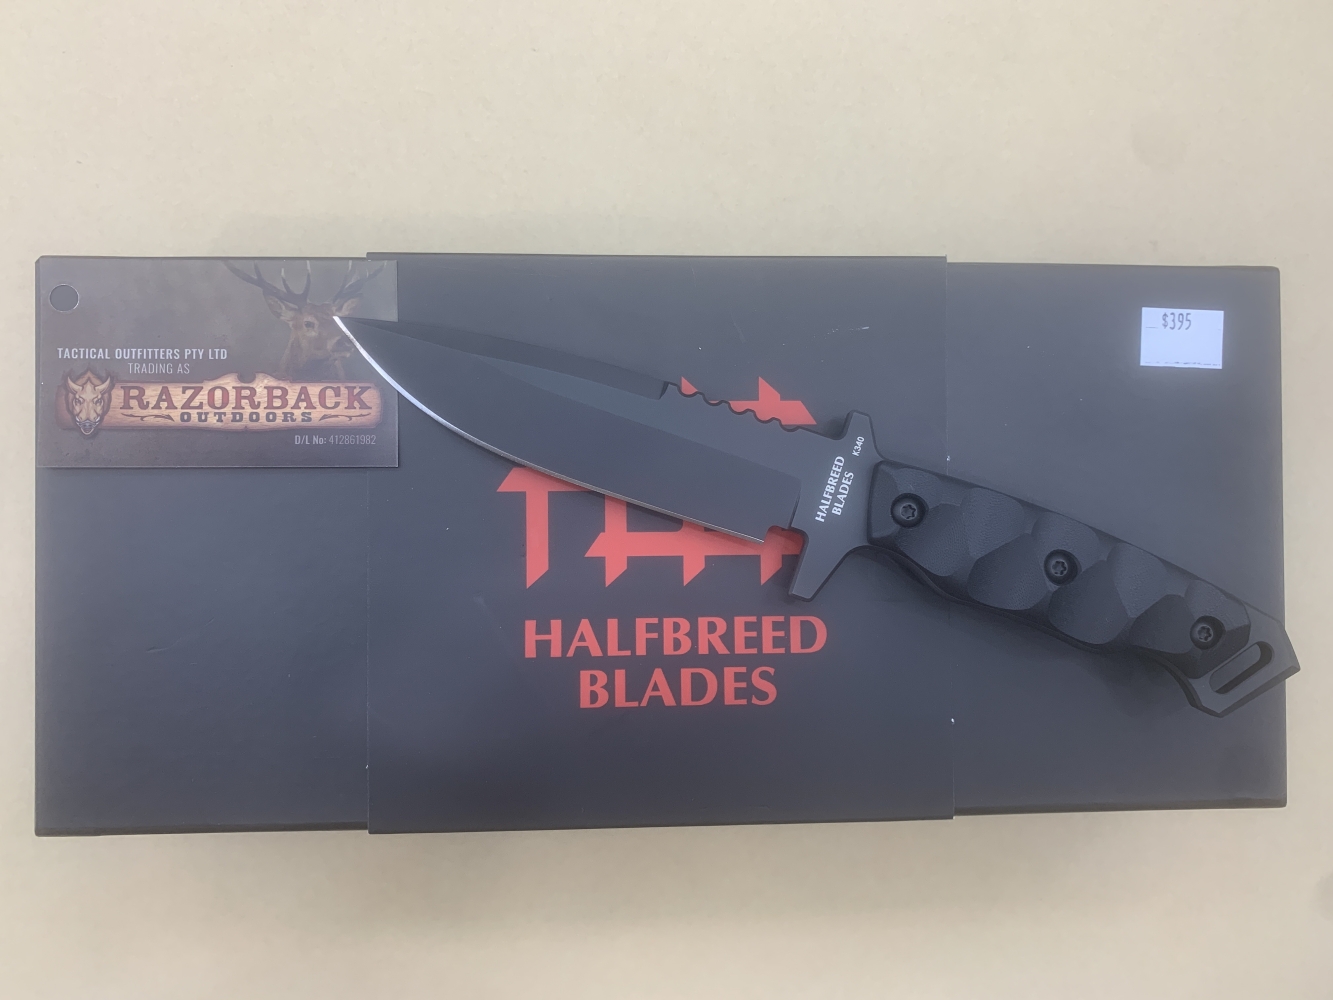 TACTICAL OUTFITTERS PTY LTD
TRADING AS
RAZORBACK
OUTDOORS
D/L No: 412861982
$395
HALFBREED
BLADES
K340
HALFBREED
BLADES